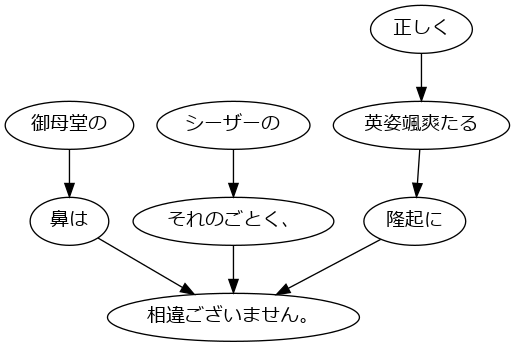 正しく
御母堂の
シーザーの
英姿颯爽たる
鼻は
それのごとく、
隆起に
相違ございません。